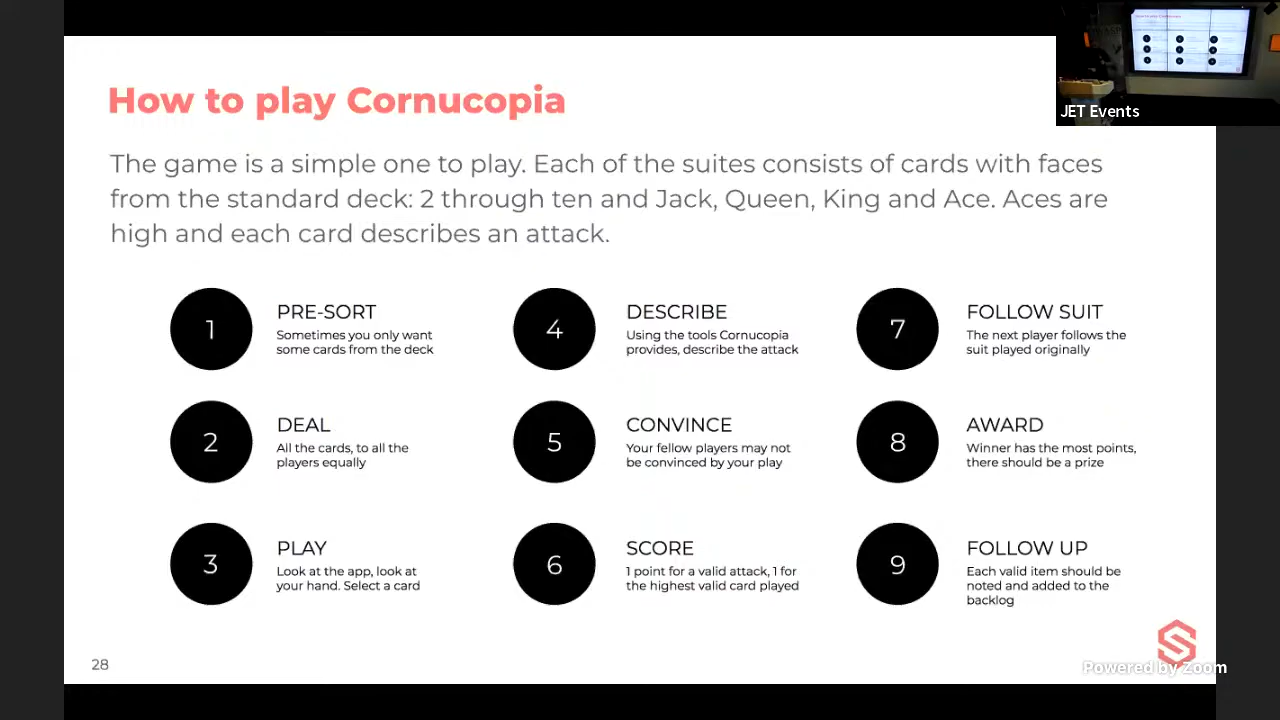 How to play Cornucopia
JET Events
The game is a simple one to play. Each of the suites consists of cards with faces
from the standard deck: 2 through ten and Jack, Queen, King and Ace. Aces are
high and each card describes an attack.
1
PRE-SORT
Sometimes you only want
some cards from the deck
2
DEAL
All the cards, to all the
players equally
3
PLAY
Look at the app, look at
your hand. Select a card
4
DESCRIBE
Using the tools Cornucopia
provides, describe the attack
5
CONVINCE
Your fellow players may not
be convinced by your play
6
SCORE
1 point for a valid attack, 1 for
the highest valid card played
7
FOLLOW SUIT
The next player follows the
suit played originally
8
AWARD
Winner has the most points,
there should be a prize
9
FOLLOW UP
Each valid item should be
noted and added to the
backlog
28
Powered by Zoom